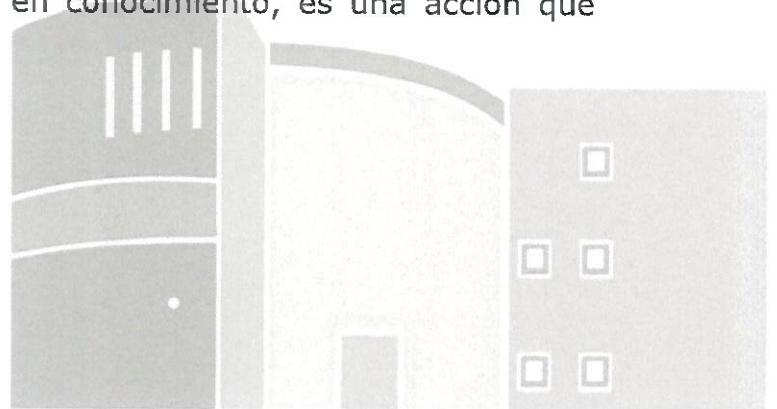 en conocimiento, es una acción que